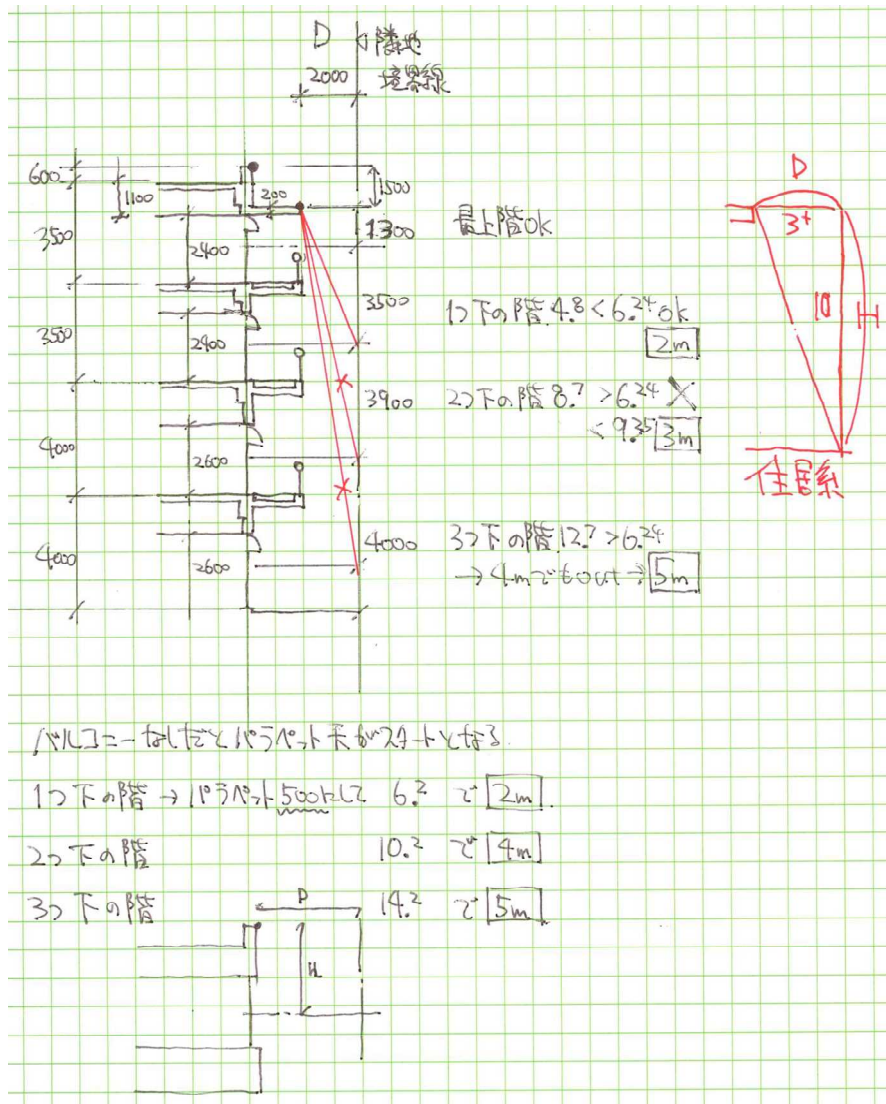 D 隣地
2000 境界線
600
1100
200
1500
3500
2400
1300
最上階OK
3500
1つ下の階 4.8 < 6.24 ok
2m
3500
2400
3900
2つ下の階 8.7 > 6.24 ×
< 9.35 3m
4000
2600
4000
3つ下の階 12.7 > 6.24
→ 4mでもout → 5m
4000
2600
D
3+
10
H
住居系
バルコニーなしだとパラペット天がスタートとなる
1つ下の階 → パラペット500にして 6.2 で 2m
2つ下の階 10.2 で 4m
3つ下の階 14.2 で 5m
D
H